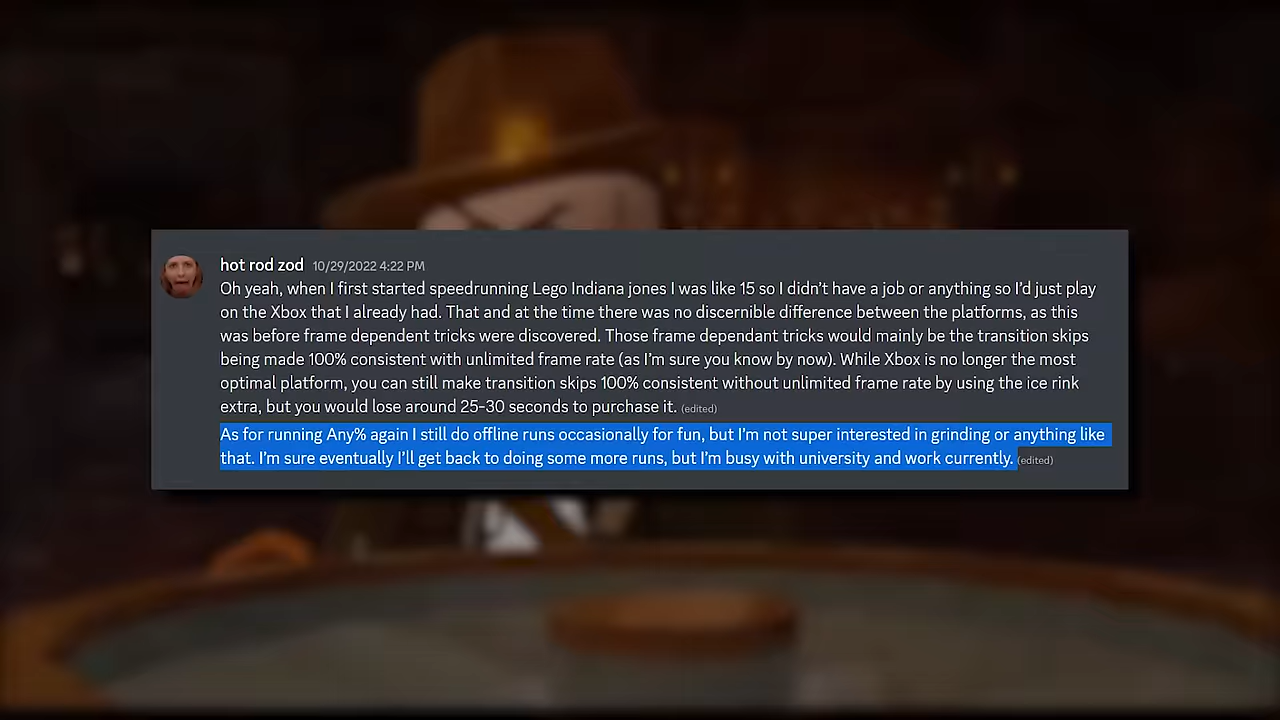 hot rod zod 10/29/2022 4:22 PM
Oh yeah, when I first started speedrunning Lego Indiana jones I was like 15 so I didn't have a job or anything so I'd just play
on the Xbox that I already had. That and at the time there was no discernible difference between the platforms, as this
was before frame dependent tricks were discovered. Those frame dependant tricks would mainly be the transition skips
being made 100% consistent with unlimited frame rate (as I'm sure you know by now). While Xbox is no longer the most
optimal platform, you can still make transition skips 100% consistent without unlimited frame rate by using the ice rink
extra, but you would lose around 25-30 seconds to purchase it. (edited)
As for running Any% again I still do offline runs occasionally for fun, but I'm not super interested in grinding or anything like
that. I'm sure eventually I'll get back to doing some more runs, but I'm busy with university and work currently. (edited)